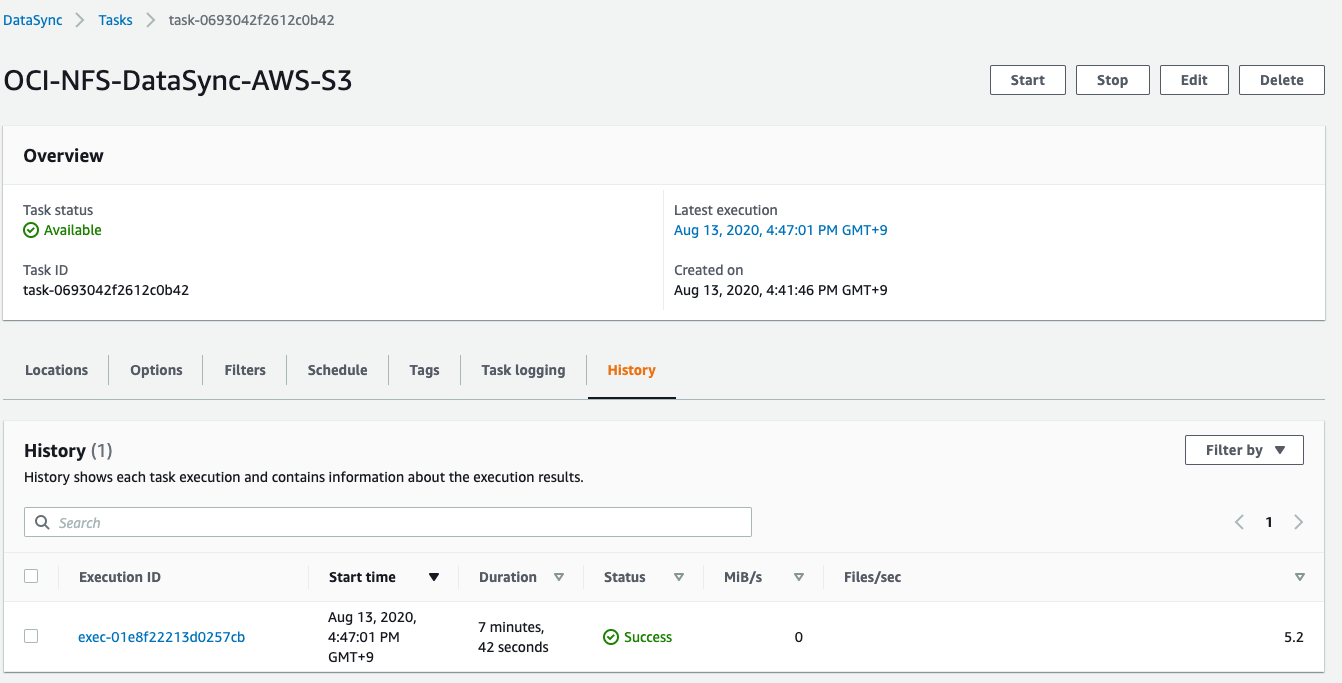 DataSync > Tasks > task-0693042f2612c0b42
OCI-NFS-DataSync-AWS-S3
Start Stop Edit Delete
Overview
Task status
Available
Task ID
task-0693042f2612c0b42
Latest execution
Aug 13, 2020, 4:47:01 PM GMT+9
Created on
Aug 13, 2020, 4:41:46 PM GMT+9
Locations Options Filters Schedule Tags Task logging History
History (1)
Filter by
History shows each task execution and contains information about the execution results.
Search
1
Execution ID Start time Duration Status MiB/s Files/sec
exec-01e8f22213d0257cb
Aug 13, 2020,
4:47:01 PM
GMT+9
7 minutes,
42 seconds
Success
0
5.2